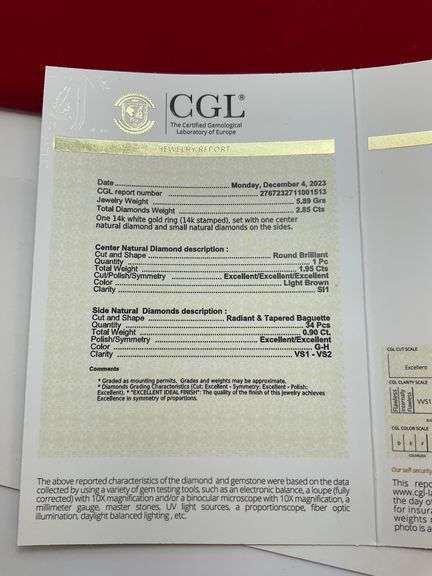 CGL®
The Certified Gemological
Laboratory of Europe
JEWELRY REPORT
Date Monday, December 4, 2023
CGL report number 2767232711001513
Jewelry Weight 5.89 Grs
Total Diamonds Weight 2.85 Cts
One 14k white gold ring (14k stamped), set with one center
natural diamond and small natural diamonds on the sides.
Center Natural Diamond description :
Cut and Shape Round Brilliant
Quantity 1 Pc
Total Weight 1.95 Cts
Cut/Polish/Symmetry Excellent/Excellent/Excellent
Color Light Brown
Clarity SI1
Side Natural Diamonds description :
Cut and Shape Radiant & Tapered Baguette
Quantity 34 Pcs
Total Weight 0.90 Ct.
Polish/Symmetry Excellent/Excellent
Color G-H
Clarity VS1 - VS2
Comments
* Graded as mounting permits. Grades and weights may be approximate.
* Diamonds Grading Characteristics (Cut: Excellent - Symmetry: Excellent - Polish:
Excellent). * "EXCELLENT IDEAL FINISH": The quality of the finish of this jewelry achieves
Excellence in symmetry of proportions.
The above reported characteristics of the diamond and gemstone were based on the data
collected by using a variety of gem testing tools, such as an electronic balance, a loupe (fully
corrected) with 10X magnification and/or a binocular microscope with 10X magnification, a
millimeter gauge, master stones, UV light sources, a proportionscope, fiber optic
illumination, daylight balanced lighting , etc.
CGL CUT SCALE
Excellent
CGL CLARITY SCALE
Flawless
Internally
Flawless
VVS1
CGL COLOR SCALE
D E F
Our self security
This repo
www.cgl-la
the day of
for insur
weights
photo is a